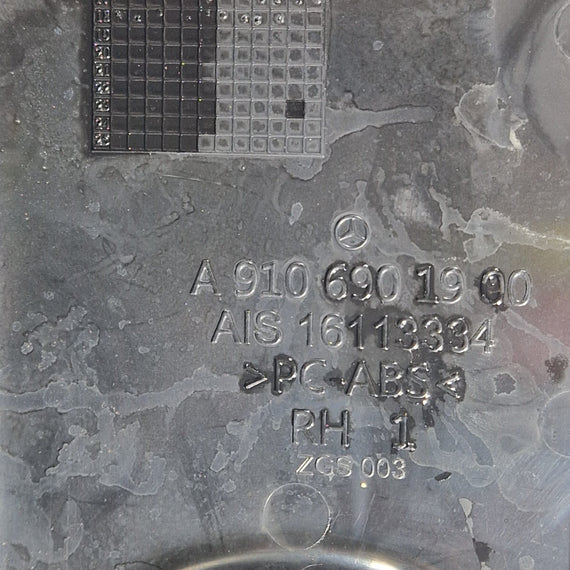 A 910 690 19 00
AIS 16113334
>PC-ABS<
RH 1
ZGS 003